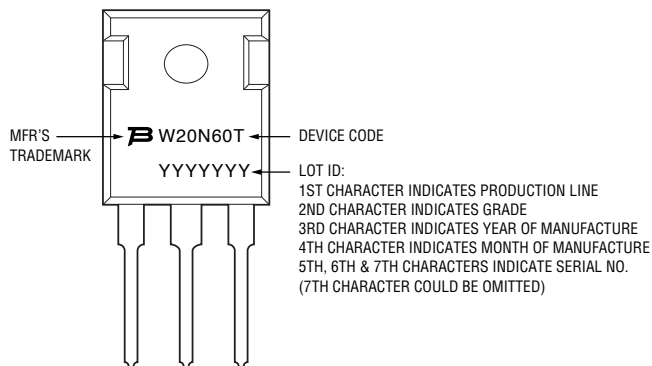 MFR'S
TRADEMARK
W20N60T
DEVICE CODE
YYYYYYY
LOT ID:
1ST CHARACTER INDICATES PRODUCTION LINE
2ND CHARACTER INDICATES GRADE
3RD CHARACTER INDICATES YEAR OF MANUFACTURE
4TH CHARACTER INDICATES MONTH OF MANUFACTURE
5TH, 6TH & 7TH CHARACTERS INDICATE SERIAL NO.
(7TH CHARACTER COULD BE OMITTED)